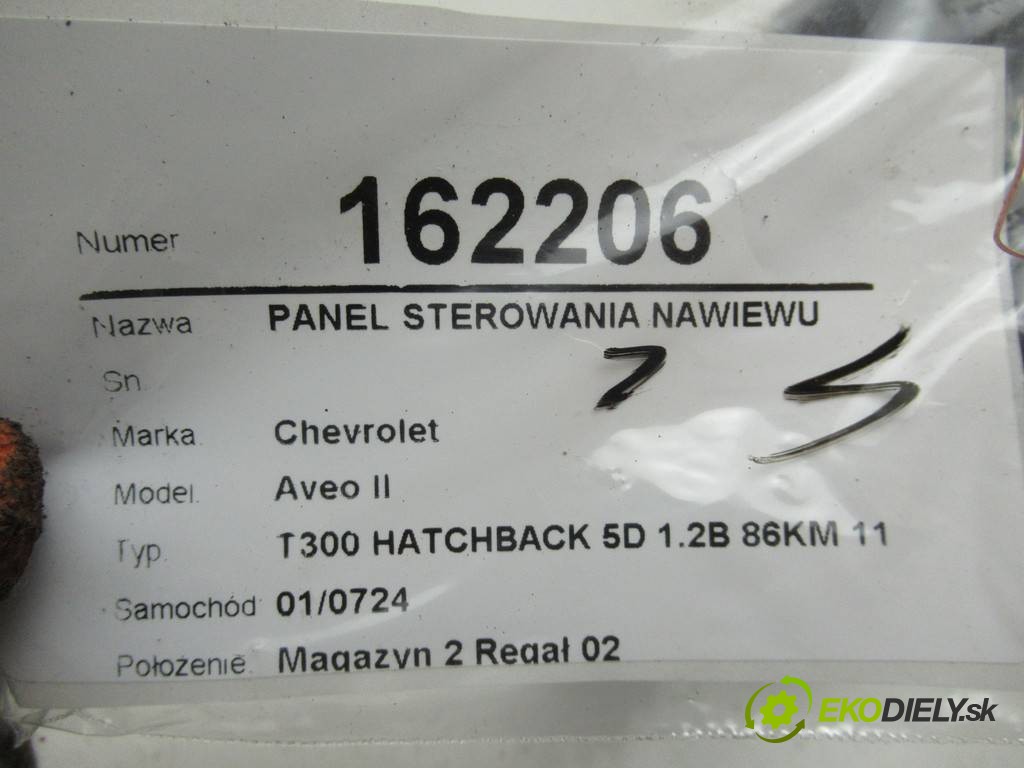 Numer 162206
Nazwa PANEL STEROWANIA NAWIEWU
Sn.
Marka. Chevrolet
Model. Aveo II
Typ. T300 HATCHBACK 5D 1.2B 86KM 11
Samochód 01/0724
Położenie. Magazyn 2 Regał 02
EKODIELY.sk